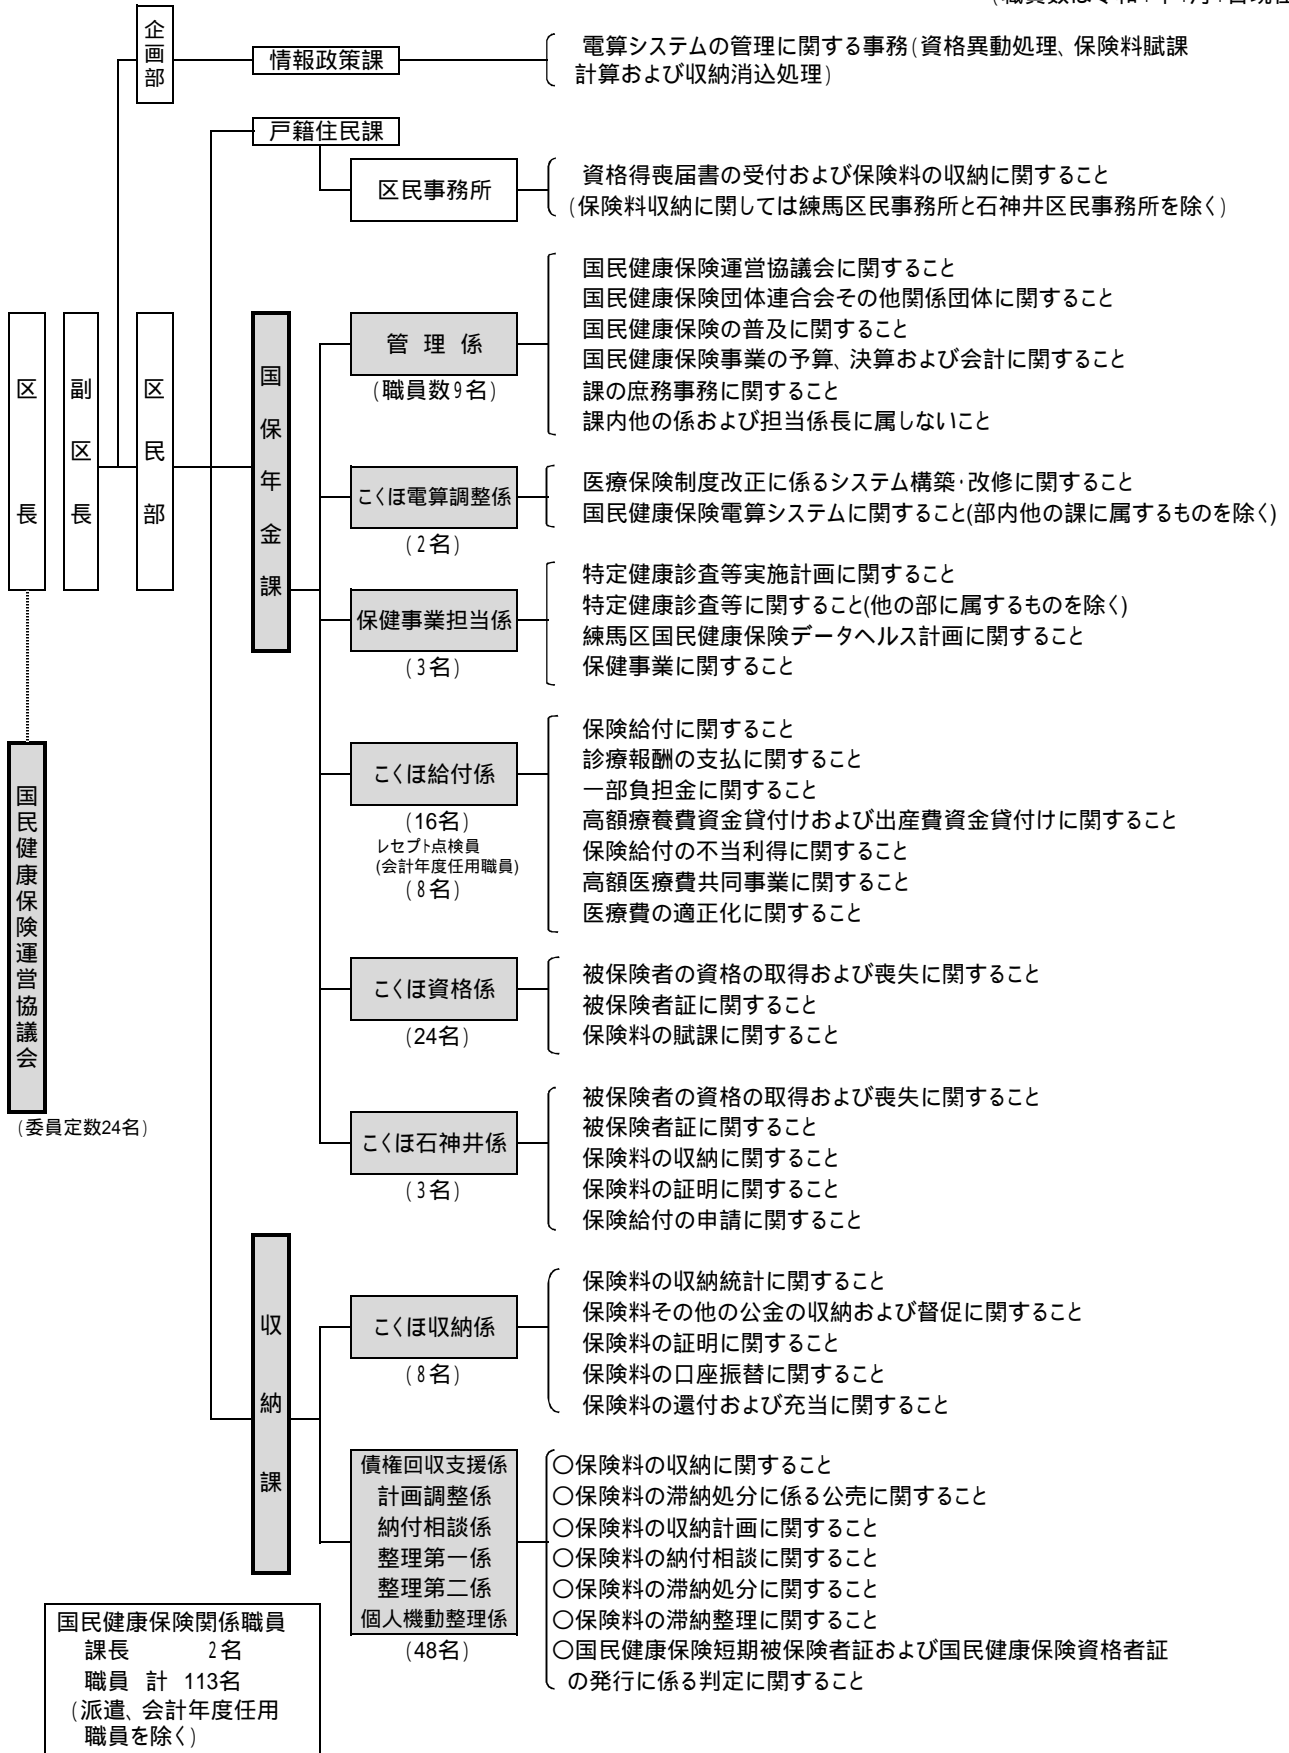 企画部
情報政策課
電算システムの管理に関する事務(資格異動処理、保険料賦課
計算および収納消込処理)
戸籍住民課
区民事務所
資格得喪届書の受付および保険料の収納に関すること
(保険料収納に関しては練馬区民事務所と石神井区民事務所を除く)
区長
副区長
区民部
国保年金課
管理係
(職員数9名)
国民健康保険運営協議会に関すること
国民健康保険団体連合会その他関係団体に関すること
国民健康保険の普及に関すること
国民健康保険事業の予算、決算および会計に関すること
課の庶務事務に関すること
課内他の係および担当係長に属しないこと
こくほ電算調整係
(2名)
医療保険制度改正に係るシステム構築・改修に関すること
国民健康保険電算システムに関すること(部内他の課に属するものを除く)
保健事業担当係
(3名)
特定健康診査等実施計画に関すること
特定健康診査等に関すること(他の部に属するものを除く)
練馬区国民健康保険データヘルス計画に関すること
保健事業に関すること
こくほ給付係
(16名)
レセプト点検員
(会計年度任用職員)
(8名)
保険給付に関すること
診療報酬の支払に関すること
一部負担金に関すること
高額療養費資金貸付けおよび出産費資金貸付けに関すること
保険給付の不当利得に関すること
高額医療費共同事業に関すること
医療費の適正化に関すること
国民健康保険運営協議会
(委員定数24名)
こくほ資格係
(24名)
被保険者の資格の取得および喪失に関すること
被保険者証に関すること
保険料の賦課に関すること
こくほ石神井係
(3名)
被保険者の資格の取得および喪失に関すること
被保険者証に関すること
保険料の収納に関すること
保険料の証明に関すること
保険給付の申請に関すること
収納課
こくほ収納係
(8名)
保険料の収納統計に関すること
保険料その他の公金の収納および督促に関すること
保険料の証明に関すること
保険料の口座振替に関すること
保険料の還付および充当に関すること
債権回収支援係
計画調整係
納付相談係
整理第一係
整理第二係
個人機動整理係
(48名)
○保険料の収納に関すること
○保険料の滞納処分に係る公売に関すること
○保険料の収納計画に関すること
○保険料の納付相談に関すること
○保険料の滞納処分に関すること
○保険料の滞納整理に関すること
○国民健康保険短期被保険者証および国民健康保険資格者証
の発行に係る判定に関すること
国民健康保険関係職員
課長 2名
職員 計 113名
(派遣、会計年度任用
職員を除く)